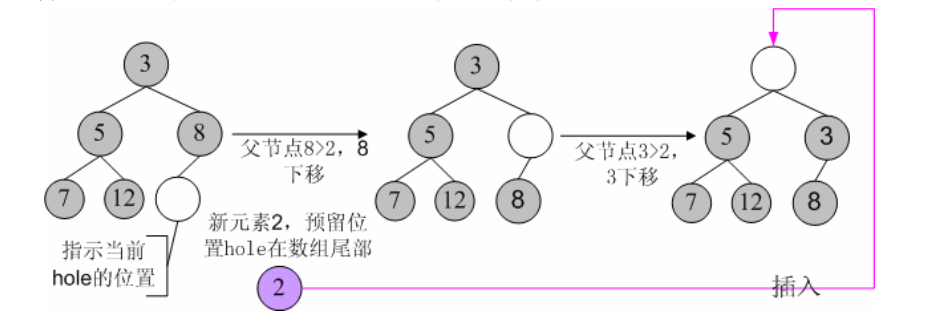 3
3
5
8
父节点8>2，8
下移
5
父节点3>2，
3下移
5
3
7
12
7
12
8
7
12
8
新元素2，预留位
置hole在数组尾部
指示当前
hole的位置
2
插入